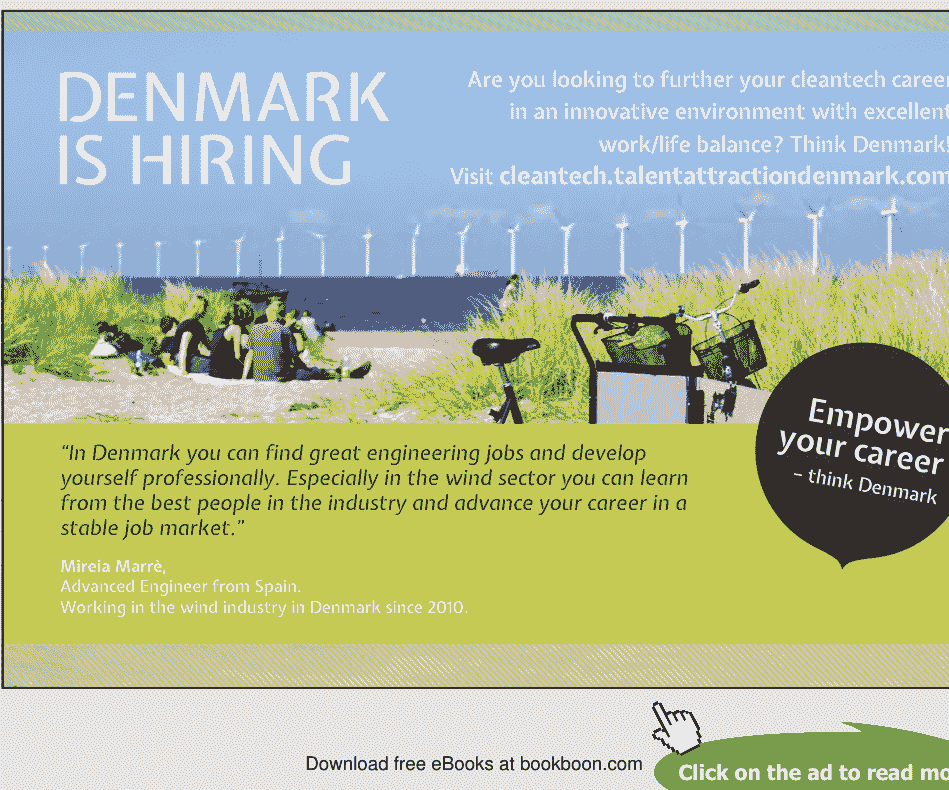 DENMARK
IS HIRING
Are you looking to further your cleantech career
in an innovative environment with excellent
work/life balance? Think Denmark!
Visit cleantech.talentattractiondenmark.com
Empower
your career
– think Denmark
“In Denmark you can find great engineering jobs and develop
yourself professionally. Especially in the wind sector you can learn
from the best people in the industry and advance your career in a
stable job market.”
Mireia Marrè,
Advanced Engineer from Spain.
Working in the wind industry in Denmark since 2010.
Download free eBooks at bookboon.com
Click on the ad to read mo